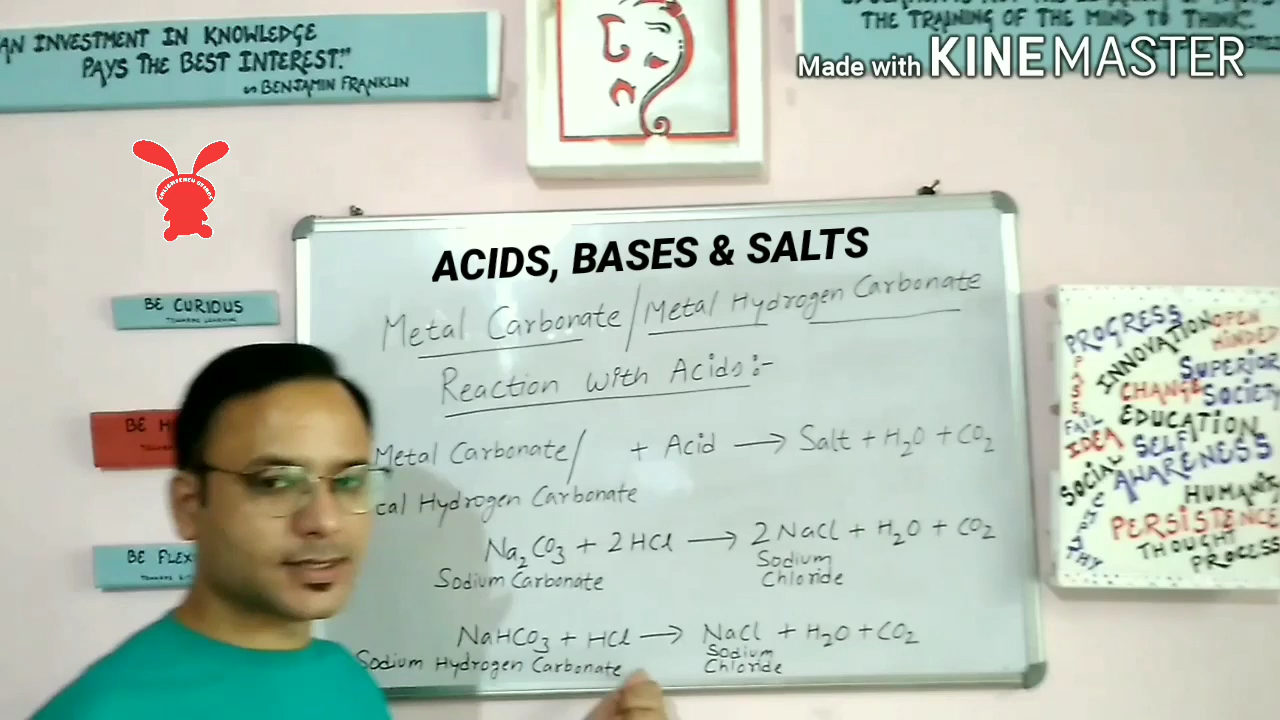 AN INVESTMENT IN KNOWLEDGE
PAYS THE BEST INTEREST."
BENJAMIN FRANKLIN
THE TRAINING OF THE MIND TO THINK
Made with KINEMASTER
BE CURIOUS
BE
BE FLEX
ACIDS, BASES & SALTS
Metal Carbonate/Metal Hydrogen Carbonate
Reaction with Acids:-
Metal Carbonate/ + Acid → Salt + H₂O + CO₂
cal Hydrogen Carbonate
Na₂CO₃ + 2HCl → 2NaCl + H₂O + CO₂
Sodium Carbonate
Sodium
Chloride
NaHCO₃ + HCl → NaCl + H₂O + CO₂
Sodium Hydrogen Carbonate
Sodium
Chloride
PROGRESS
INNOVATION
OPEN
MINDED
SUPERIOR
CHANGE
SOCIETY
FAIL
EDUCATION
IDEA
SELF
AWARENESS
SOCIAL
HUMANITY
PERSISTENCE
THOUGHT
PROCESS